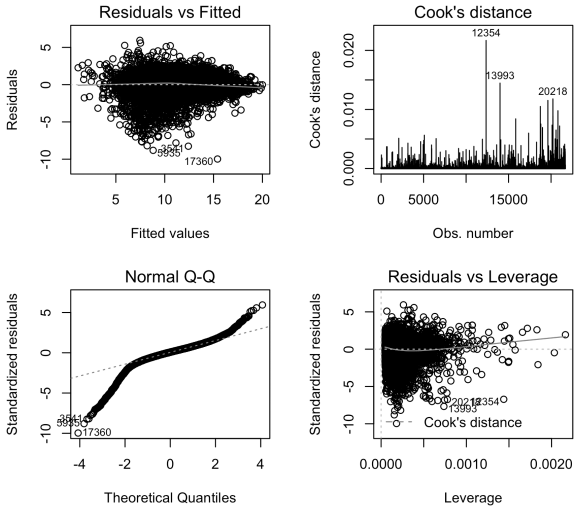 Residuals vs Fitted
Residuals
5
0
-5
-10
3541
5935
17360
5 10 15 20
Fitted values
Cook's distance
Cook's distance
0.020
0.010
0.000
12354
13993
20218
0 5000 15000
Obs. number
Normal Q-Q
Standardized residuals
5
0
-5
-10
3541
5935
17360
-4 -2 0 2 4
Theoretical Quantiles
Residuals vs Leverage
Standardized residuals
5
0
-5
-10
20218
12354
13993
Cook's distance
0.0000 0.0010 0.0020
Leverage